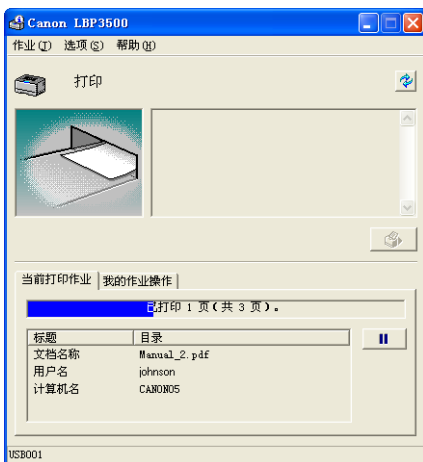 Canon LBP3500
作业(J) 选项(S) 帮助(H)
打印
当前打印作业 我的作业操作
已打印 1 页(共 3 页)。
标题 目录
文档名称 Manual_2.pdf
用户名 johnson
计算机名 CANON05
USB001